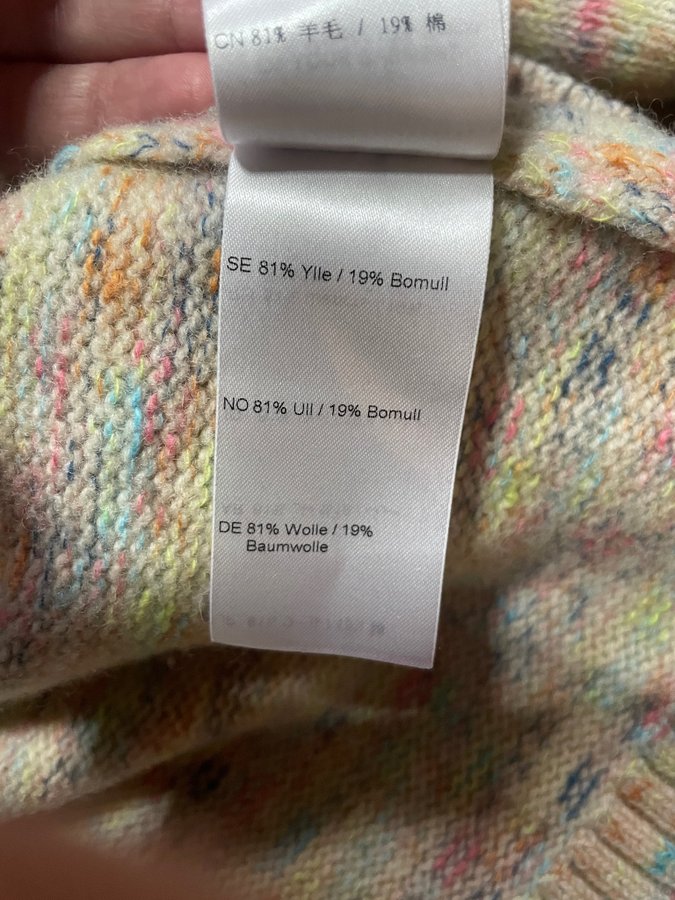 CN 81% 羊毛 / 19% 棉
SE 81% Ylle / 19% Bomull
NO 81% Ull / 19% Bomull
DE 81% Wolle / 19%
Baumwolle